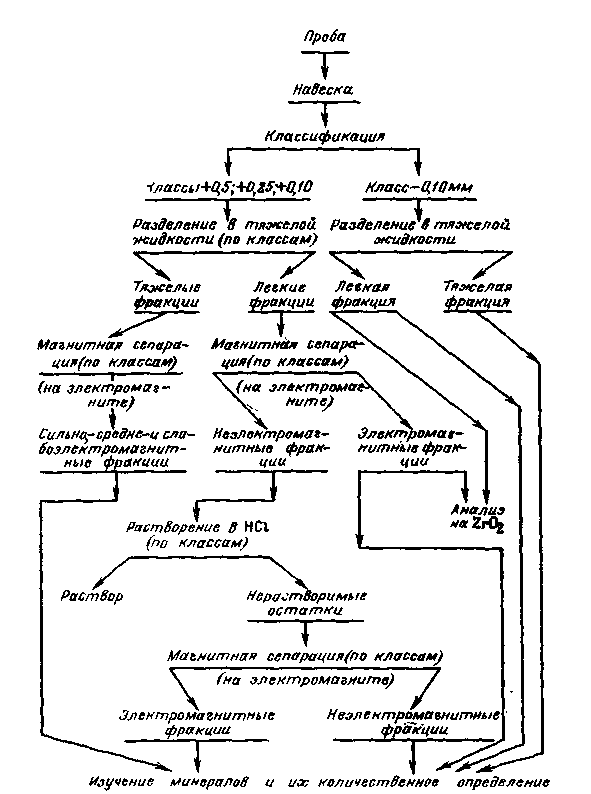 Проба
Навеска
Классификация
Классы+0,5;+0,25;+0,10
Класс-0,10мм
Разделение в тяжелой
жидкости (по классам)
Разделение в тяжелой
жидкости
Тяжелые
фракции
Легкие
фракции
Легкая
фракция
Тяжелая
фракция
Магнитная сепара-
ция(по классам)
(на электромаг-
ните)
Магнитная сепара-
ция(по классам)
(на электромаг-
ните)
Сильно-средне-и сла-
боэлектромагнит-
ные фракции
Неэлектромаг-
нитные фрак-
ции
Электромаг-
нитные фрак-
ции
Анализ
на ZrO2
Растворение в HCl
(по классам)
Раствор
Нерастворимые
остатки
Магнитная сепарация(по классам)
(на электромагните)
Электромагнитные
фракции
Неэлектромагнитные
фракции
Изучение минералов и их количественное определение